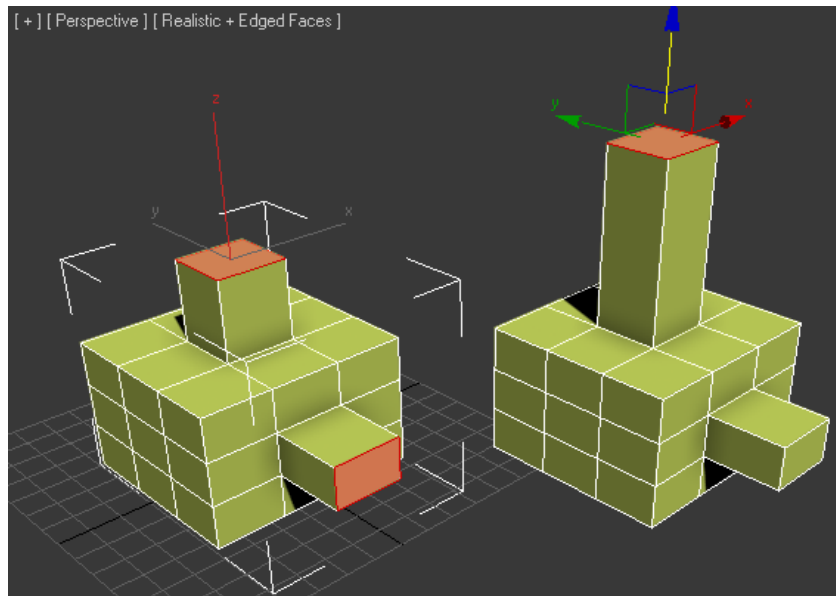 [ + ] [ Perspective ] [ Realistic + Edged Faces ]
z
y
x
y
x